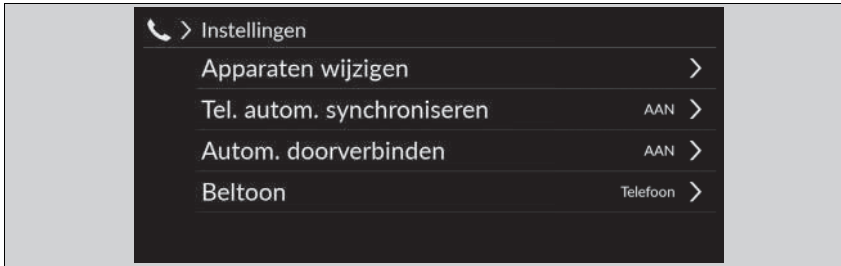 Instellingen
Apparaten wijzigen
Tel. autom. synchroniseren AAN
Autom. doorverbinden AAN
Beltoon Telefoon